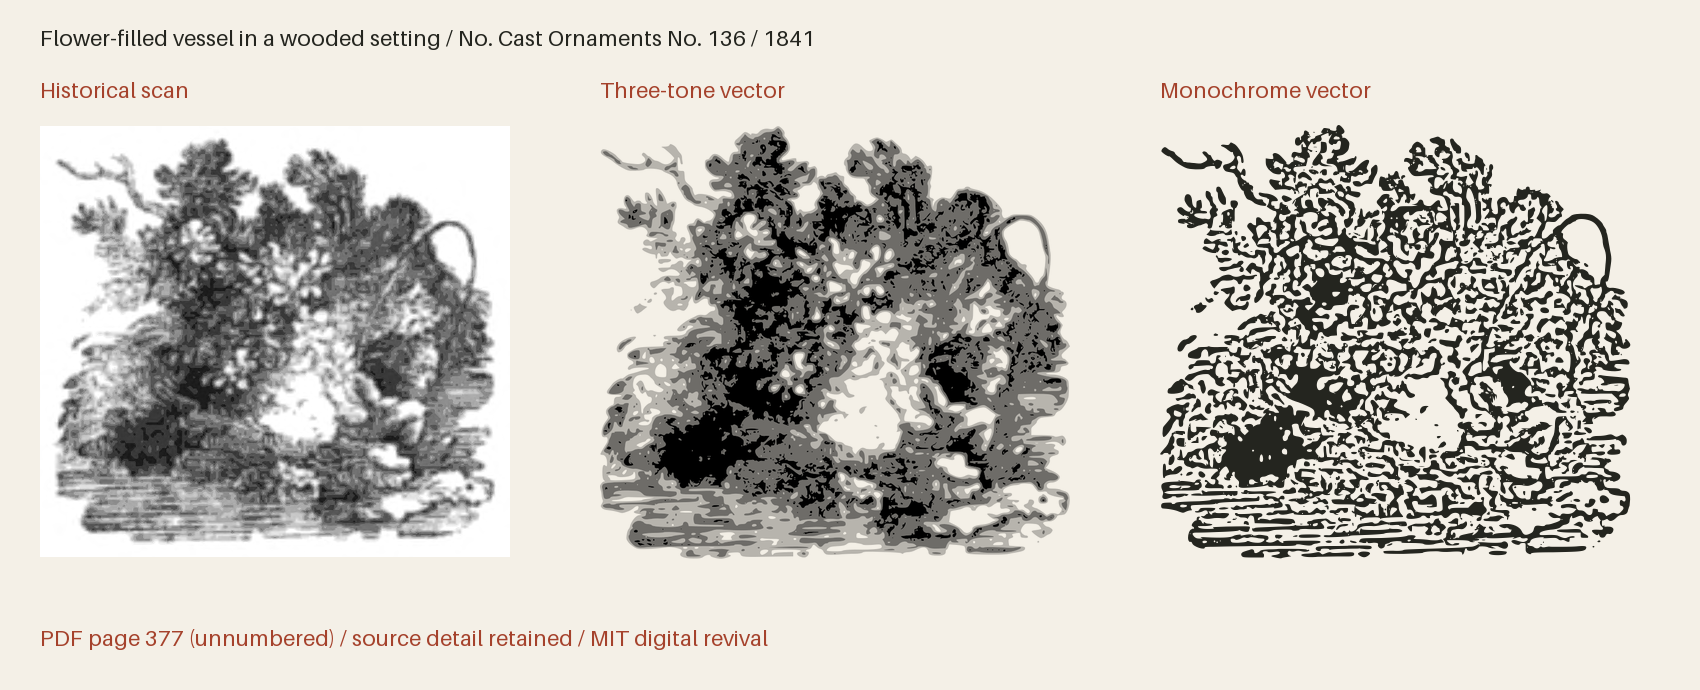 Flower-filled vessel in a wooded setting / No. Cast Ornaments No. 136 / 1841
Historical scan
Three-tone vector
Monochrome vector
PDF page 377 (unnumbered) / source detail retained / MIT digital revival